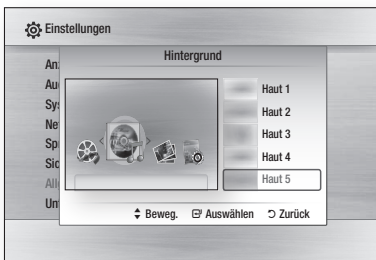 Einstellungen
Hintergrund
Haut 1
Haut 2
Haut 3
Haut 4
Haut 5
Beweg. Auswählen Zurück